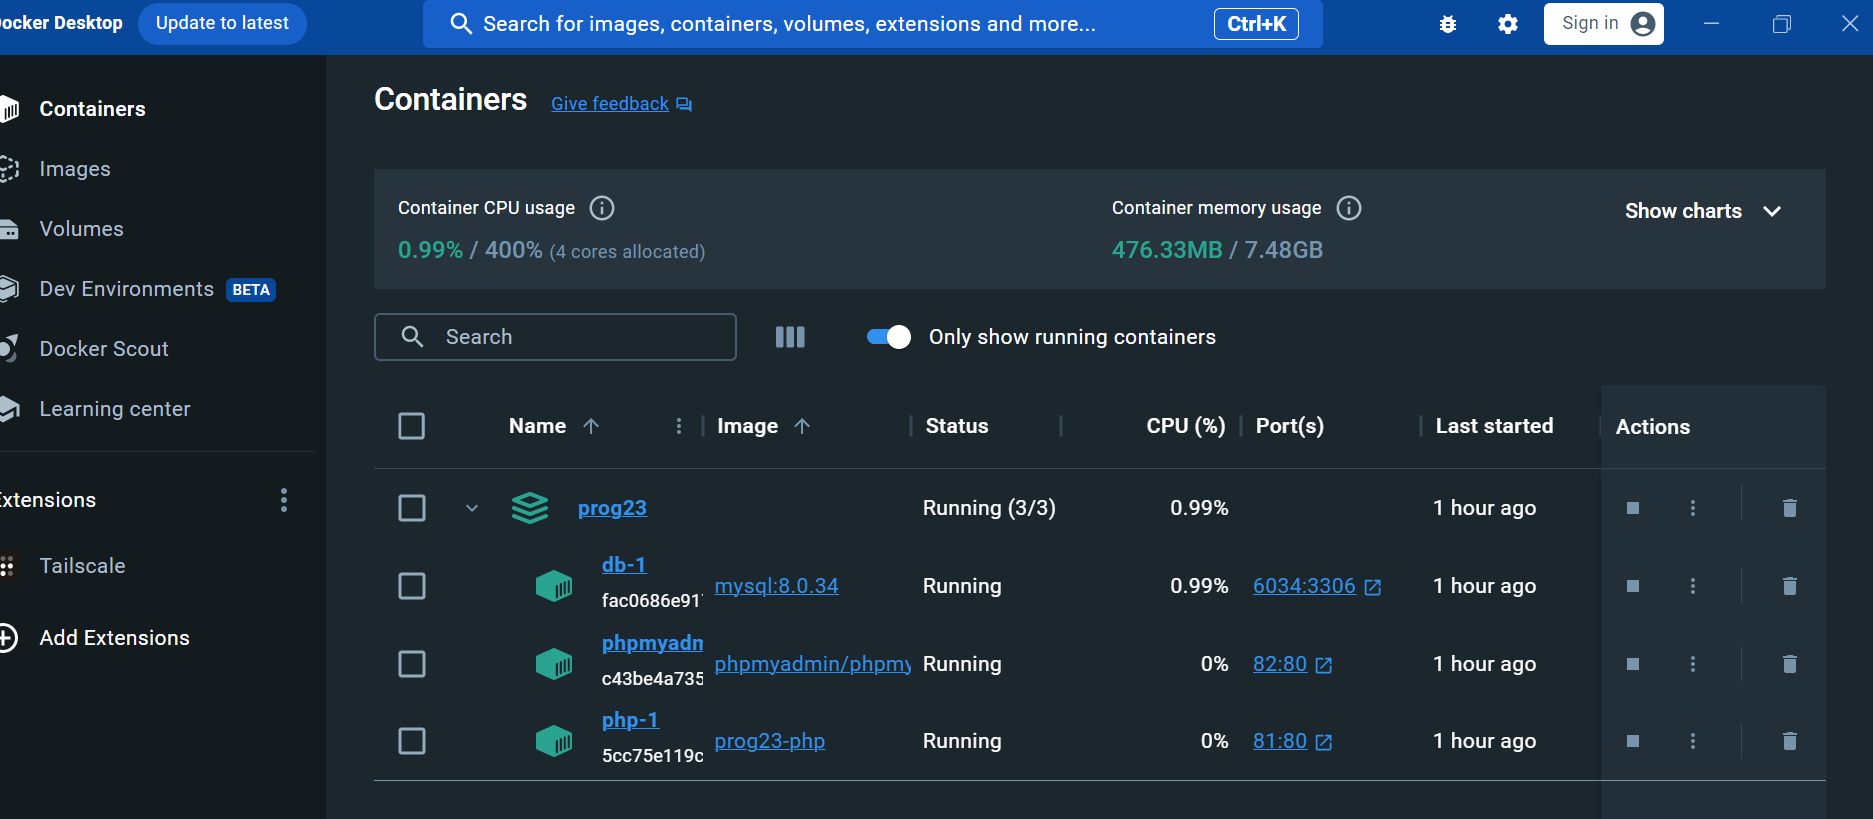 ocker Desktop
Update to latest
Search for images, containers, volumes, extensions and more...
Ctrl+K
Sign in
Containers
Images
Volumes
Dev Environments BETA
Docker Scout
Learning center
xtensions
Tailscale
Add Extensions
Containers
Give feedback
Container CPU usage
0.99% / 400% (4 cores allocated)
Container memory usage
476.33MB / 7.48GB
Show charts
Search
Only show running containers
Name Image Status CPU (%) Port(s) Last started Actions
prog23 Running (3/3) 0.99% 1 hour ago
db-1
fac0686e91 mysql:8.0.34 Running 0.99% 6034:3306 1 hour ago
phpmyadm
c43be4a735 phpmyadmin/phpmy Running 0% 82:80 1 hour ago
php-1
5cc75e119c prog23-php Running 0% 81:80 1 hour ago